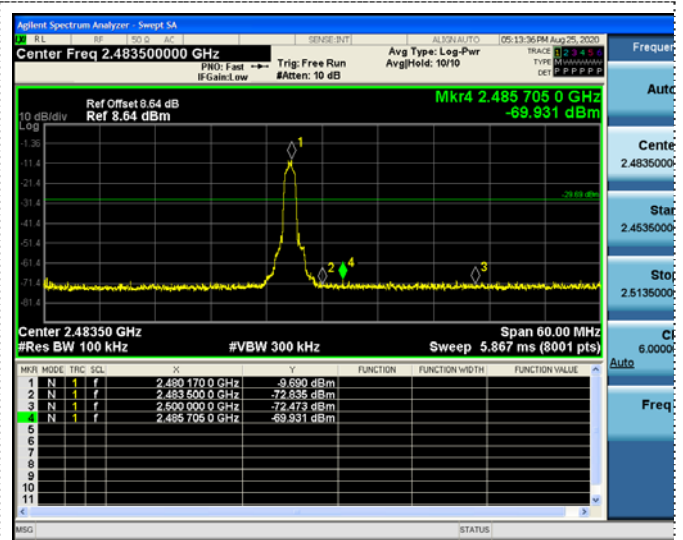 Agilent Spectrum Analyzer - Swept SA
RL RF 50 Ω AC SENSE:INT ALIGN AUTO 05:13:36 PM Aug 25, 2020
Center Freq 2.483500000 GHz
PNO: Fast
IFGain:Low
Trig: Free Run
#Atten: 10 dB
Avg Type: Log-Pwr
Avg|Hold: 10/10
TRACE 1 2 3 4 5 6
TYPE M W W W W W
DET P P P P P P
Ref Offset 8.64 dB
10 dB/div Ref 8.64 dBm
Log
Mkr4 2.485 705 0 GHz
-69.931 dBm
-1.36
-11.4
-21.4
-31.4
-41.4
-51.4
-61.4
-71.4
-81.4
1
2
4
3
-29.69 dBm
Center 2.48350 GHz Span 60.00 MHz
#Res BW 100 kHz #VBW 300 kHz Sweep 5.867 ms (8001 pts)
MKR MODE TRC SCL X Y FUNCTION FUNCTION WIDTH FUNCTION VALUE
1 N 1 f 2.480 170 0 GHz -9.690 dBm
2 N 1 f 2.483 500 0 GHz -72.835 dBm
3 N 1 f 2.500 000 0 GHz -72.473 dBm
4 N 1 f 2.485 705 0 GHz -69.931 dBm
5
6
7
8
9
10
11
MSG STATUS
Frequen
Auto
Cente
2.4835000
Star
2.4535000
Sto
2.5135000
C
6.0000
Auto
Freq